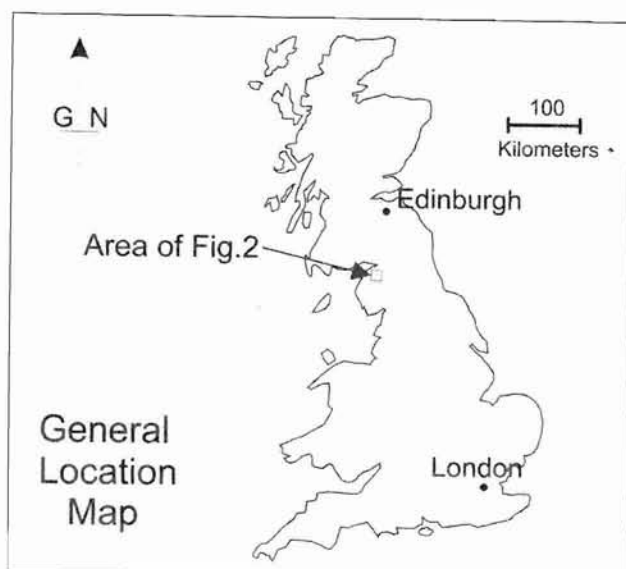 G N
100
Kilometers
Edinburgh
Area of Fig.2
General
Location
Map
London